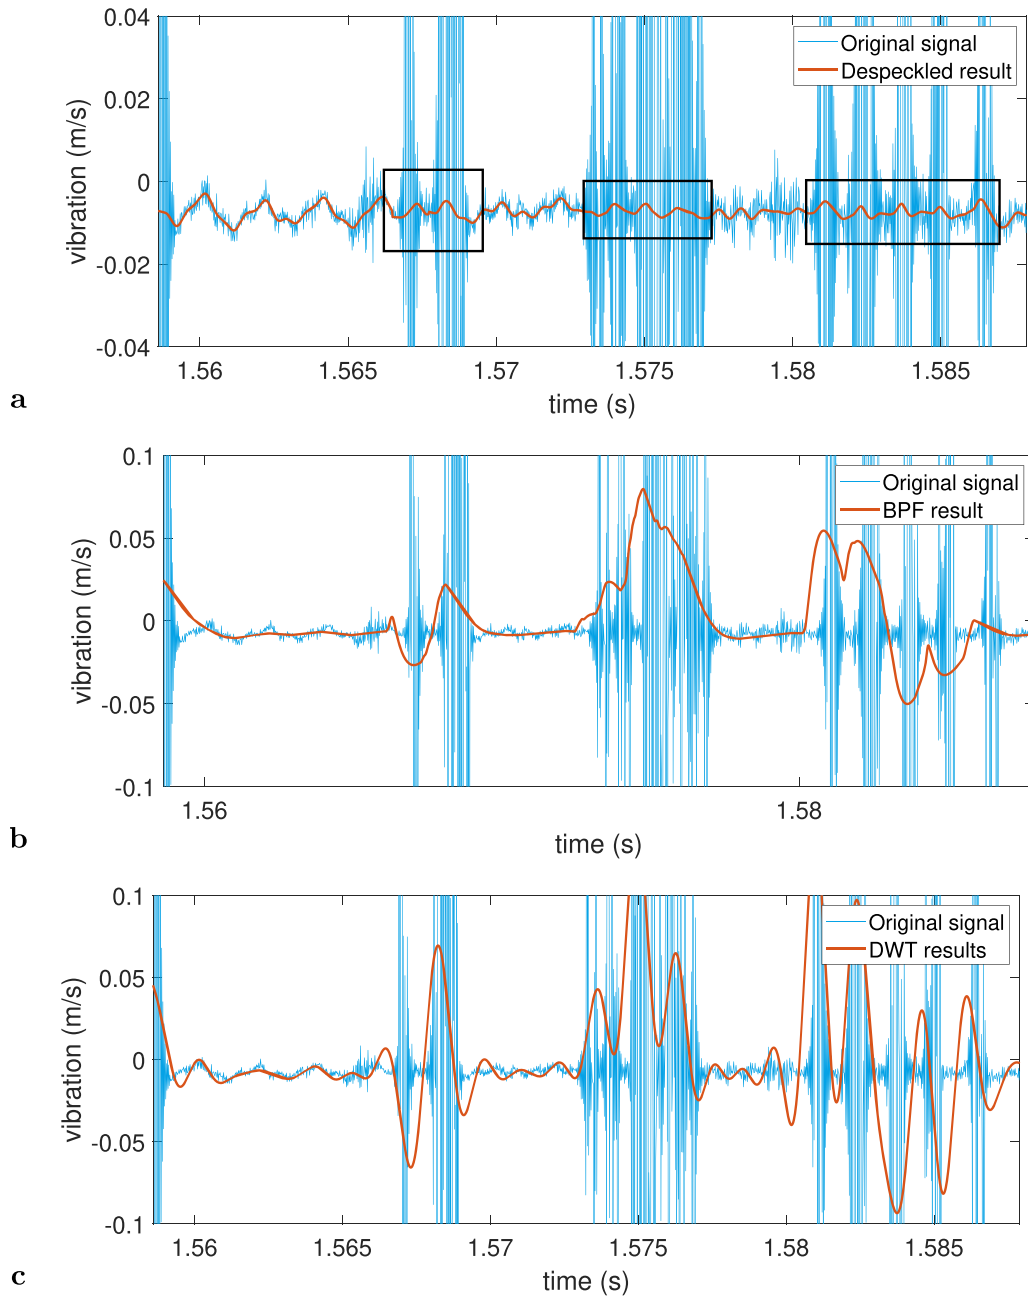 0.04
0.02
0
-0.02
-0.04
vibration (m/s)
Original signal
Despeckled result
1.56
1.565
1.57
1.575
1.58
1.585
time (s)
a
0.1
0.05
0
-0.05
-0.1
vibration (m/s)
Original signal
BPF result
1.56
1.58
time (s)
b
0.1
0.05
0
-0.05
-0.1
vibration (m/s)
Original signal
DWT results
1.56
1.565
1.57
1.575
1.58
1.585
time (s)
c